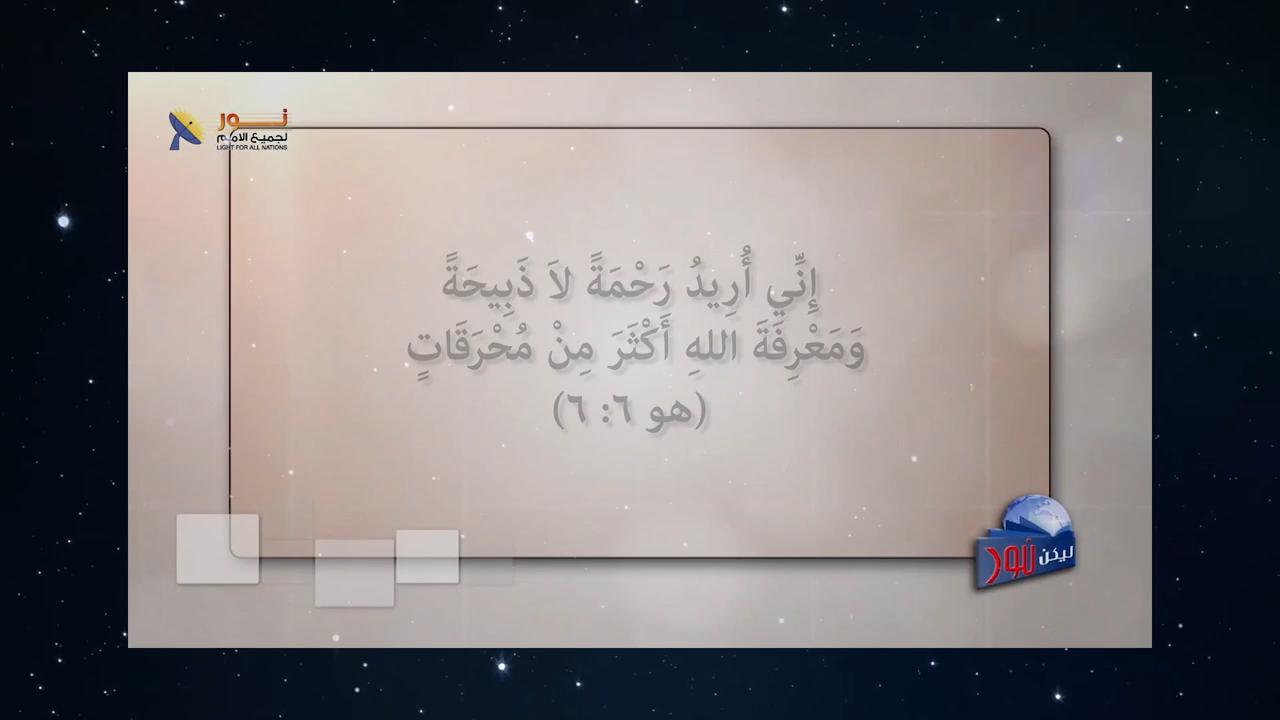 نور
لجميع الامم
LIGHT FOR ALL NATIONS
إِنِّي أُرِيدُ رَحْمَةً لاَ ذَبِيحَةً
وَمَعْرِفَةَ اللهِ أَكْثَرَ مِنْ مُحْرَقَاتٍ
(هو ٦: ٦)
ليكن نور